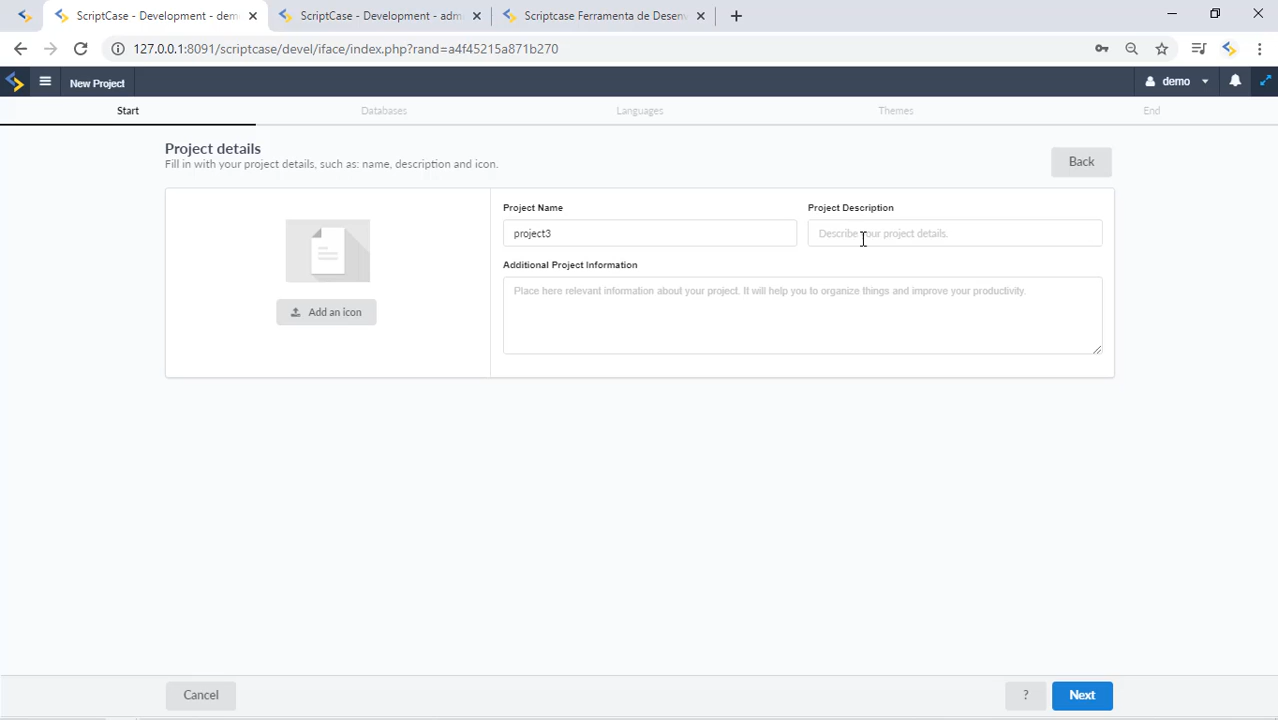 ScriptCase - Development - dem
ScriptCase - Development - adm
Scriptcase Ferramenta de Desenv
127.0.0.1:8091/scriptcase/devel/iface/index.php?rand=a4f45215a871b270
New Project
demo
Start
Databases
Languages
Themes
End
Project details
Fill in with your project details, such as: name, description and icon.
Back
Project Name
Project Description
project3
Describe your project details.
Additional Project Information
Place here relevant information about your project. It will help you to organize things and improve your productivity.
Add an icon
Cancel
?
Next